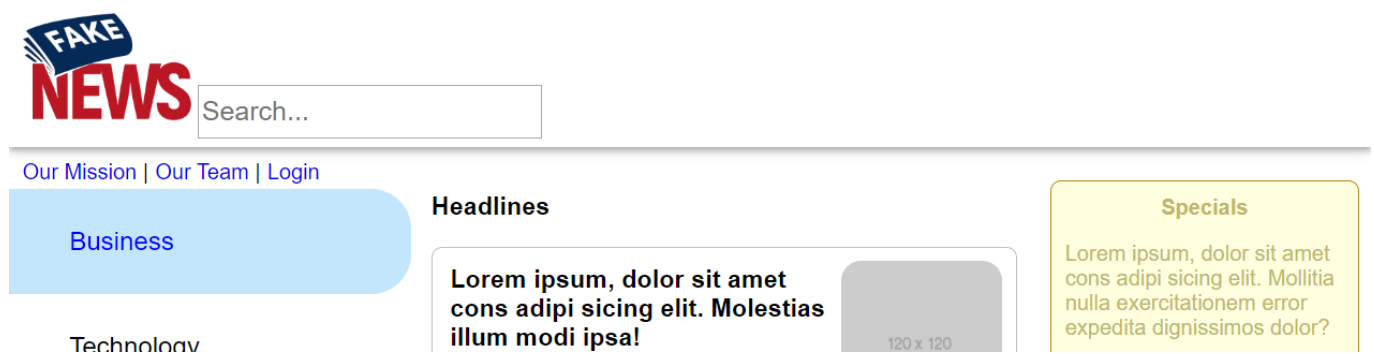 FAKE
NEWS
Search...
Our Mission | Our Team | Login
Business
Technology
Headlines
Lorem ipsum, dolor sit amet
cons adipi sicing elit. Molestias
illum modi ipsa!
120 x 120
Specials
Lorem ipsum, dolor sit amet
cons adipi sicing elit. Mollitia
nulla exercitationem error
expedita dignissimos dolor?